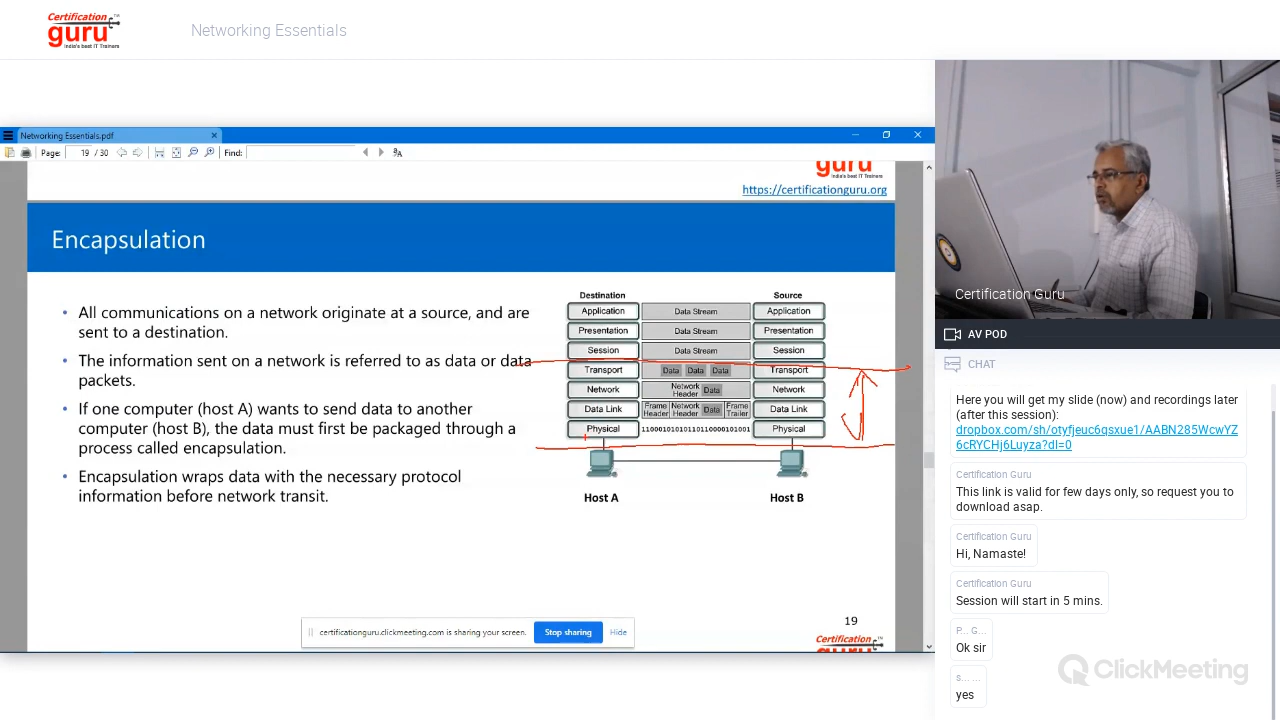 Certification
guru
India's best IT Trainers
Networking Essentials
Networking Essentials.pdf
Page: 19 / 30 Find:
guru
India's best IT Trainers
https://certificationguru.org
Encapsulation
• All communications on a network originate at a source, and are
sent to a destination.
• The information sent on a network is referred to as data or data
packets.
• If one computer (host A) wants to send data to another
computer (host B), the data must first be packaged through a
process called encapsulation.
• Encapsulation wraps data with the necessary protocol
information before network transit.
Destination Source
Application Data Stream Application
Presentation Data Stream Presentation
Session Data Stream Session
Transport Data Data Data Transport
Network Network Header Data Network
Data Link Frame Header Network Header Data Frame Trailer Data Link
Physical 1100010101011011000010101001 Physical
Host A Host B
19
certificationguru.clickmeeting.com is sharing your screen. Stop sharing Hide
Certification
guru
Certification Guru
AV POD
CHAT
Here you will get my slide (now) and recordings later
(after this session):
dropbox.com/sh/otyfjeuc6qsxue1/AABN285WcwYZ
6cRYCHj6Luyza?dl=0
Certification Guru
This link is valid for few days only, so request you to
download asap.
Certification Guru
Hi, Namaste!
Certification Guru
Session will start in 5 mins.
P... G...
Ok sir
s... ...
yes
ClickMeeting